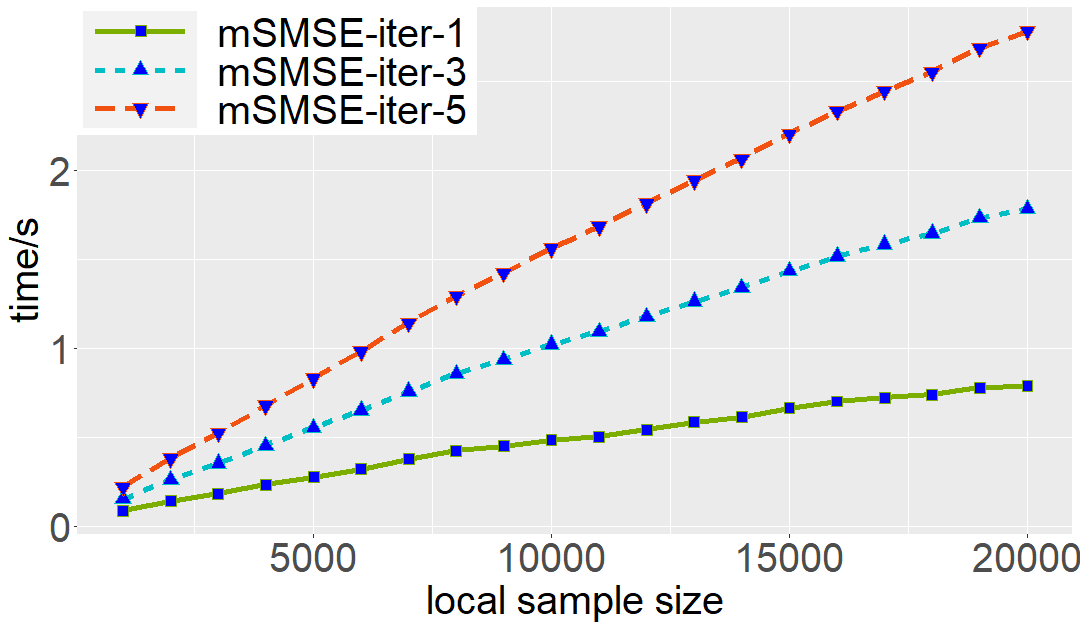 mSMSE-iter-1
mSMSE-iter-3
mSMSE-iter-5
2
1
0
time/s
5000 10000 15000 20000
local sample size